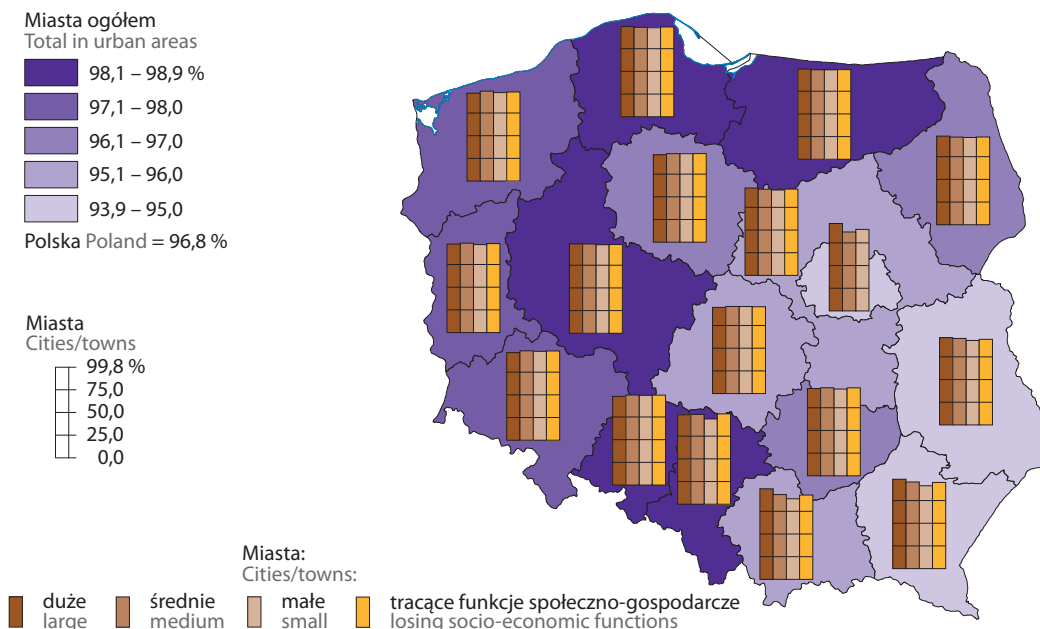 Miasta ogółem
Total in urban areas
98,1 – 98,9 %
97,1 – 98,0
96,1 – 97,0
95,1 – 96,0
93,9 – 95,0
Polska Poland = 96,8 %
Miasta
Cities/towns
99,8 %
75,0
50,0
25,0
0,0
Miasta:
Cities/towns:
duże
large
średnie
medium
małe
small
tracące funkcje społeczno-gospodarcze
losing socio-economic functions